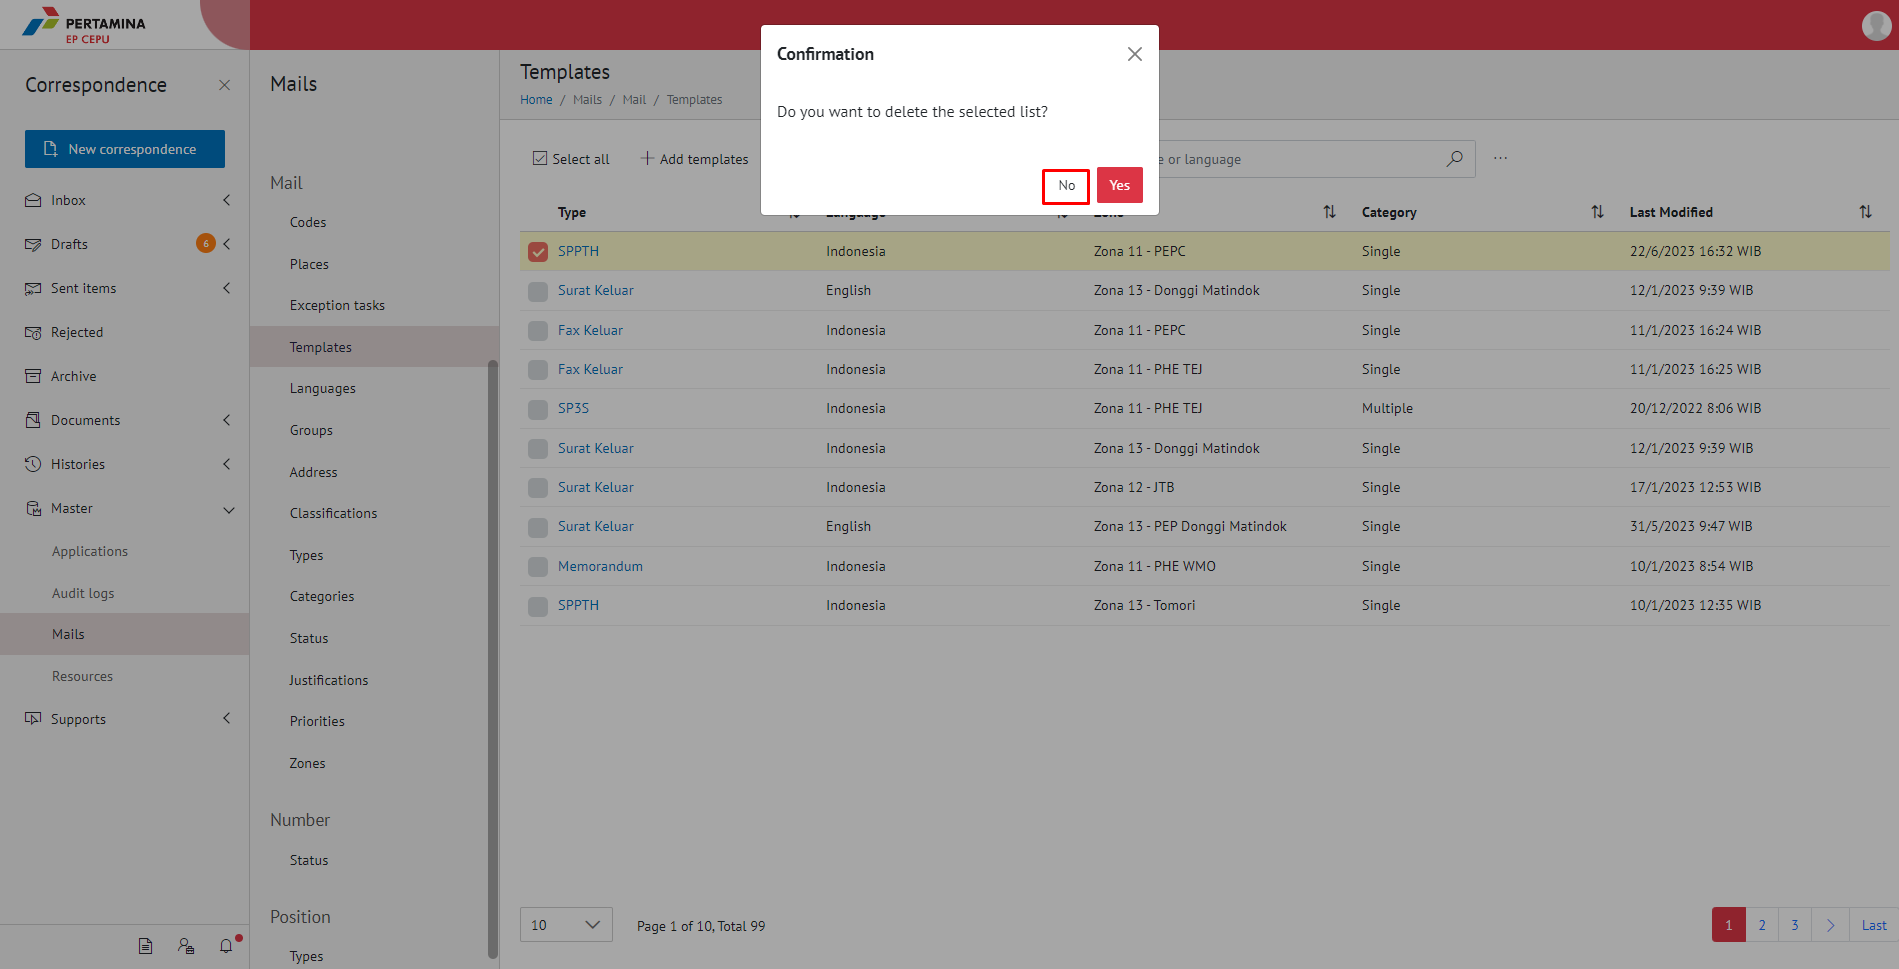 PERTAMINA
EP CEPU
Correspondence
New correspondence
Inbox
Drafts
6
Sent items
Rejected
Archive
Documents
Histories
Master
Applications
Audit logs
Mails
Resources
Supports
Mails
Mail
Codes
Places
Exception tasks
Templates
Languages
Groups
Address
Classifications
Types
Categories
Status
Justifications
Priorities
Zones
Number
Status
Position
Types
Templates
Home / Mails / Mail / Templates
Select all
Add templates
e or language
...
Confirmation
Do you want to delete the selected list?
No
Yes
Type Language Zone Category Last Modified
SPPTH Indonesia Zona 11 - PEPC Single 22/6/2023 16:32 WIB
Surat Keluar English Zona 13 - Donggi Matindok Single 12/1/2023 9:39 WIB
Fax Keluar Indonesia Zona 11 - PEPC Single 11/1/2023 16:24 WIB
Fax Keluar Indonesia Zona 11 - PHE TEJ Single 11/1/2023 16:25 WIB
SP3S Indonesia Zona 11 - PHE TEJ Multiple 20/12/2022 8:06 WIB
Surat Keluar Indonesia Zona 13 - Donggi Matindok Single 12/1/2023 9:39 WIB
Surat Keluar Indonesia Zona 12 - JTB Single 17/1/2023 12:53 WIB
Surat Keluar English Zona 13 - PEP Donggi Matindok Single 31/5/2023 9:47 WIB
Memorandum Indonesia Zona 11 - PHE WMO Single 10/1/2023 8:54 WIB
SPPTH Indonesia Zona 13 - Tomori Single 10/1/2023 12:35 WIB
10
Page 1 of 10, Total 99
1 2 3 Last